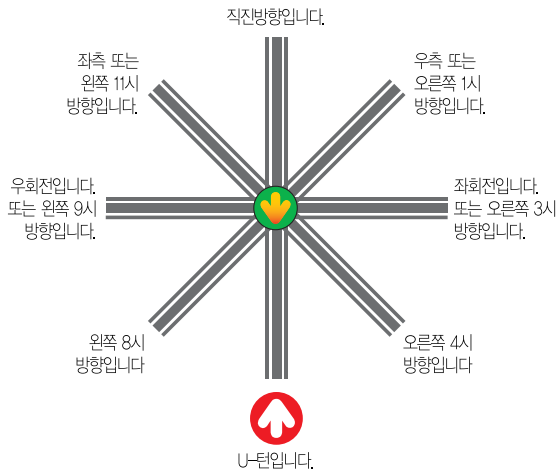 직진방향입니다.
좌측 또는
왼쪽 11시
방향입니다.
우측 또는
오른쪽 1시
방향입니다.
우회전입니다.
또는 왼쪽 9시
방향입니다.
좌회전입니다.
또는 오른쪽 3시
방향입니다.
왼쪽 8시
방향입니다
오른쪽 4시
방향입니다
U-턴입니다.